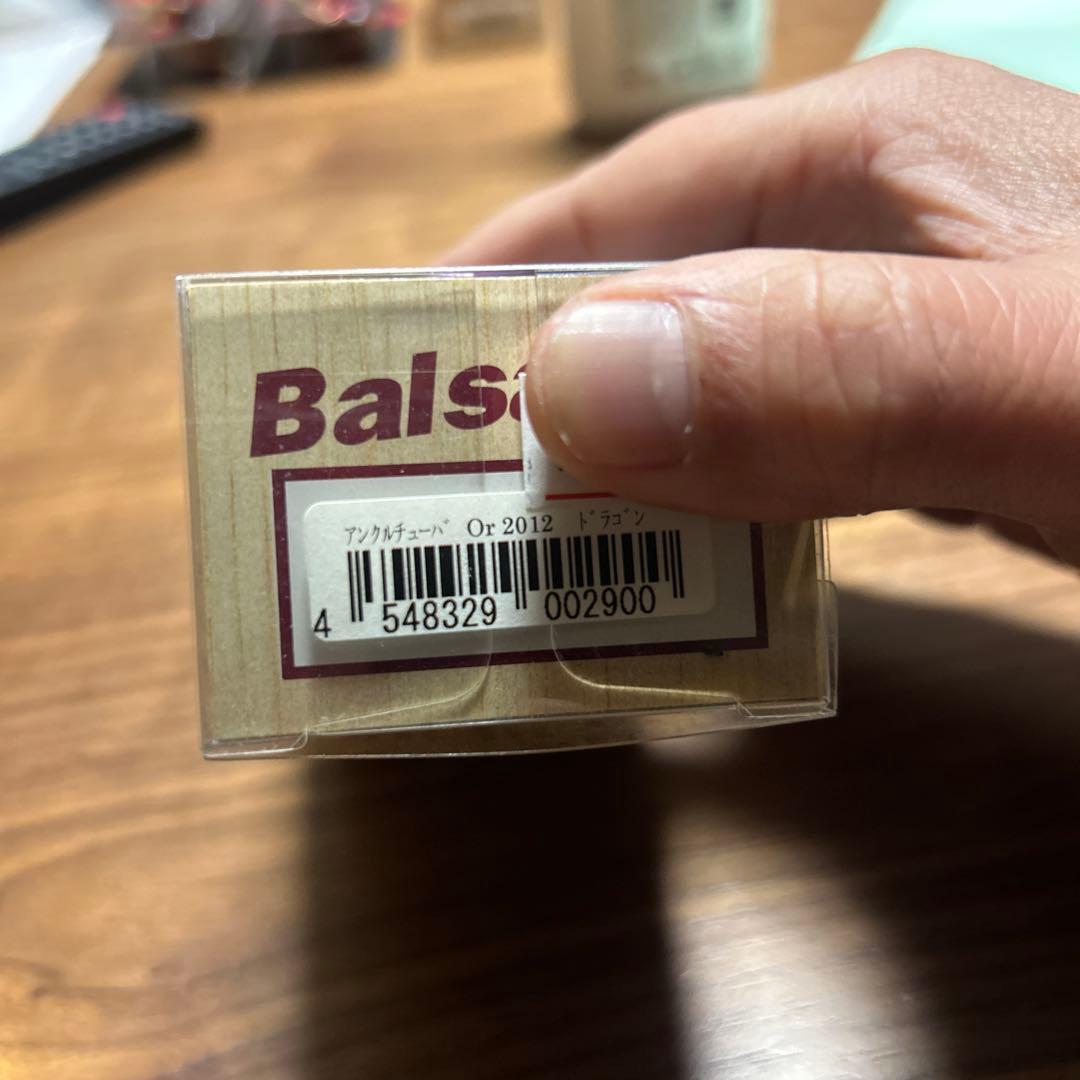 Balsa
ｱﾝｸﾙﾁｭｰﾊﾞ Or 2012 ﾄﾞﾗｺﾞﾝ
4 548329 002900